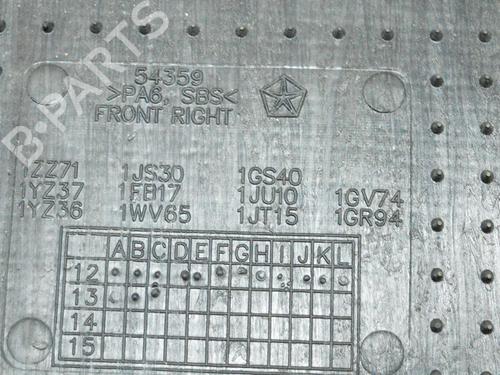 B·PARTS
54359
>PA6, SBS<
FRONT RIGHT
1ZZ71 1JS30 1GS40
1YZ37 1FB17 1JU10 1GV74
1YZ36 1WV65 1JT15 1GR94
A B C D E F G H I J K L
12
13
14
15